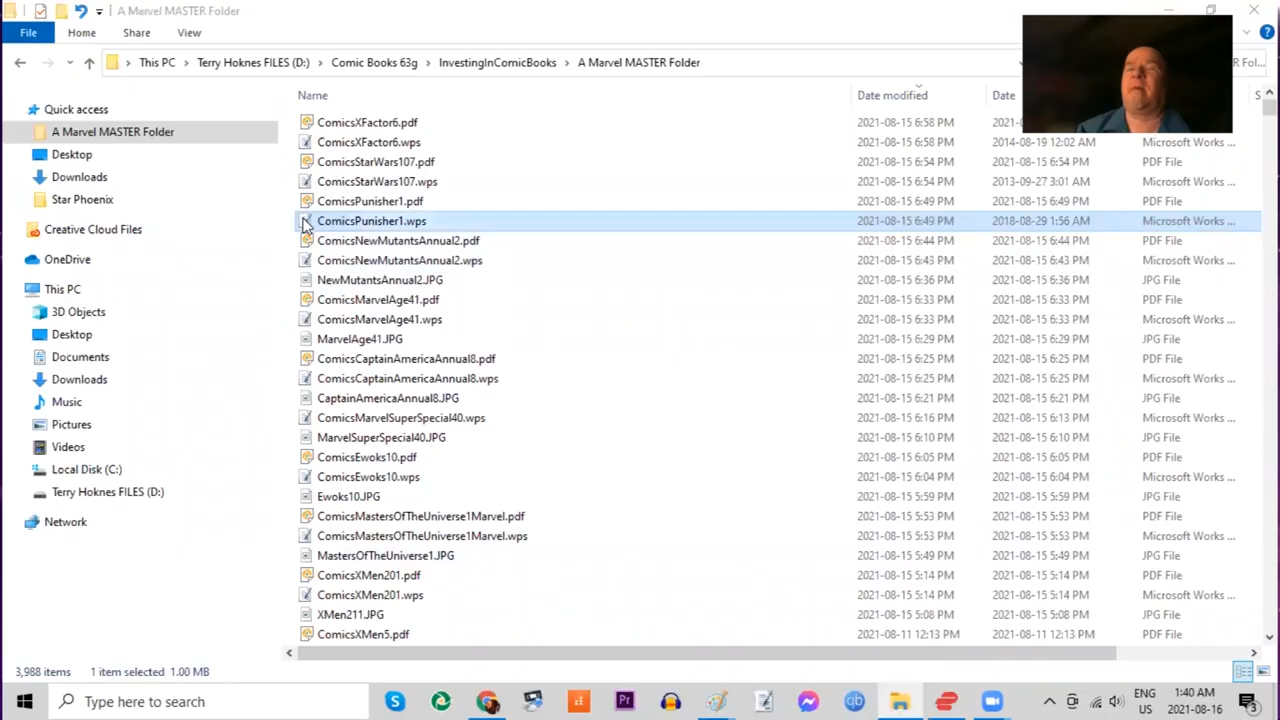 A Marvel MASTER Folder
File Home Share View
This PC Terry Hoknes FILES (D:) Comic Books 63g InvestingInComicBooks A Marvel MASTER Folder Fol...
Quick access
A Marvel MASTER Folder
Desktop
Downloads
Star Phoenix
Creative Cloud Files
OneDrive
This PC
3D Objects
Desktop
Documents
Downloads
Music
Pictures
Videos
Local Disk (C:)
Terry Hoknes FILES (D:)
Network
Name Date modified Date S
ComicsXFactor6.pdf 2021-08-15 6:58 PM
ComicsXFactor6.wps 2021-08-15 6:58 PM 2014-08-19 12:02 AM Microsoft Works ...
ComicsStarWars107.pdf 2021-08-15 6:54 PM 2021-08-15 6:54 PM PDF File
ComicsStarWars107.wps 2021-08-15 6:54 PM 2013-09-27 3:01 AM Microsoft Works ...
ComicsPunisher1.pdf 2021-08-15 6:49 PM 2021-08-15 6:49 PM PDF File
ComicsPunisher1.wps 2021-08-15 6:49 PM 2018-08-29 1:56 AM Microsoft Works ...
ComicsNewMutantsAnnual2.pdf 2021-08-15 6:44 PM 2021-08-15 6:44 PM PDF File
ComicsNewMutantsAnnual2.wps 2021-08-15 6:43 PM 2021-08-15 6:43 PM Microsoft Works ...
NewMutantsAnnual2.JPG 2021-08-15 6:36 PM 2021-08-15 6:36 PM JPG File
ComicsMarvelAge41.pdf 2021-08-15 6:33 PM 2021-08-15 6:33 PM PDF File
ComicsMarvelAge41.wps 2021-08-15 6:33 PM 2021-08-15 6:33 PM Microsoft Works ...
MarvelAge41.JPG 2021-08-15 6:29 PM 2021-08-15 6:29 PM JPG File
ComicsCaptainAmericaAnnual8.pdf 2021-08-15 6:25 PM 2021-08-15 6:25 PM PDF File
ComicsCaptainAmericaAnnual8.wps 2021-08-15 6:25 PM 2021-08-15 6:25 PM Microsoft Works ...
CaptainAmericaAnnual8.JPG 2021-08-15 6:21 PM 2021-08-15 6:21 PM JPG File
ComicsMarvelSuperSpecial40.wps 2021-08-15 6:16 PM 2021-08-15 6:13 PM Microsoft Works ...
MarvelSuperSpecial40.JPG 2021-08-15 6:10 PM 2021-08-15 6:10 PM JPG File
ComicsEwoks10.pdf 2021-08-15 6:05 PM 2021-08-15 6:05 PM PDF File
ComicsEwoks10.wps 2021-08-15 6:04 PM 2021-08-15 6:04 PM Microsoft Works ...
Ewoks10.JPG 2021-08-15 5:59 PM 2021-08-15 5:59 PM JPG File
ComicsMastersOfTheUniverse1Marvel.pdf 2021-08-15 5:53 PM 2021-08-15 5:53 PM PDF File
ComicsMastersOfTheUniverse1Marvel.wps 2021-08-15 5:53 PM 2021-08-15 5:53 PM Microsoft Works ...
MastersOfTheUniverse1.JPG 2021-08-15 5:49 PM 2021-08-15 5:49 PM JPG File
ComicsXMen201.pdf 2021-08-15 5:14 PM 2021-08-15 5:14 PM PDF File
ComicsXMen201.wps 2021-08-15 5:14 PM 2021-08-15 5:14 PM Microsoft Works ...
XMen211.JPG 2021-08-15 5:08 PM 2021-08-15 5:08 PM JPG File
ComicsXMen5.pdf 2021-08-11 12:13 PM 2021-08-11 12:13 PM PDF File
3,988 items 1 item selected 1.00 MB
Type here to search
ENG
US
1:40 AM
2021-08-16
3